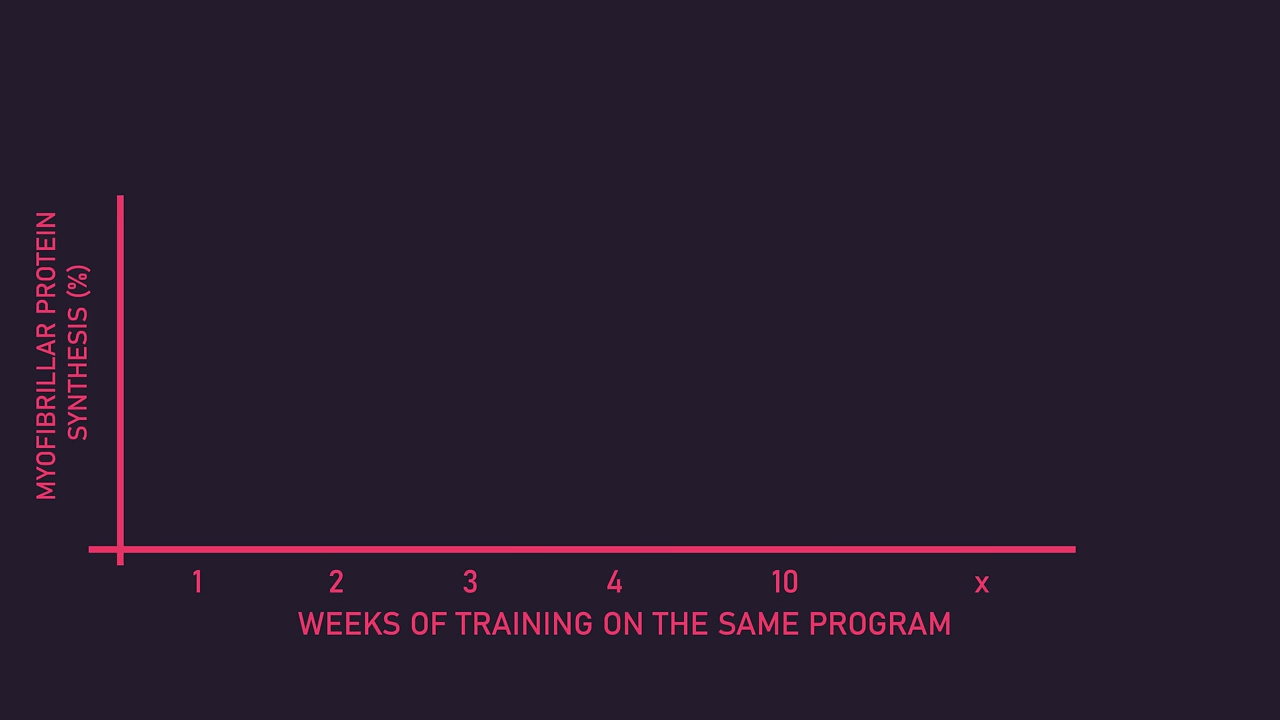 MYOFIBRILLAR PROTEIN
SYNTHESIS (%)
1 2 3 4 10 x
WEEKS OF TRAINING ON THE SAME PROGRAM